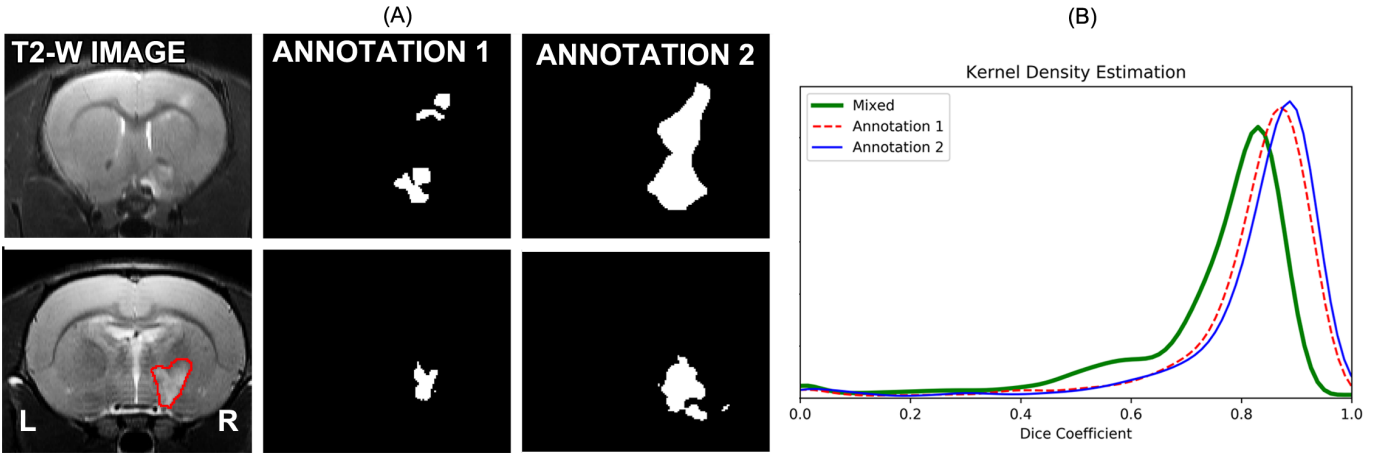 (A)
T2-W IMAGE
ANNOTATION 1
ANNOTATION 2
L
R
(B)
Kernel Density Estimation
Mixed
Annotation 1
Annotation 2
0.0 0.2 0.4 0.6 0.8 1.0
Dice Coefficient